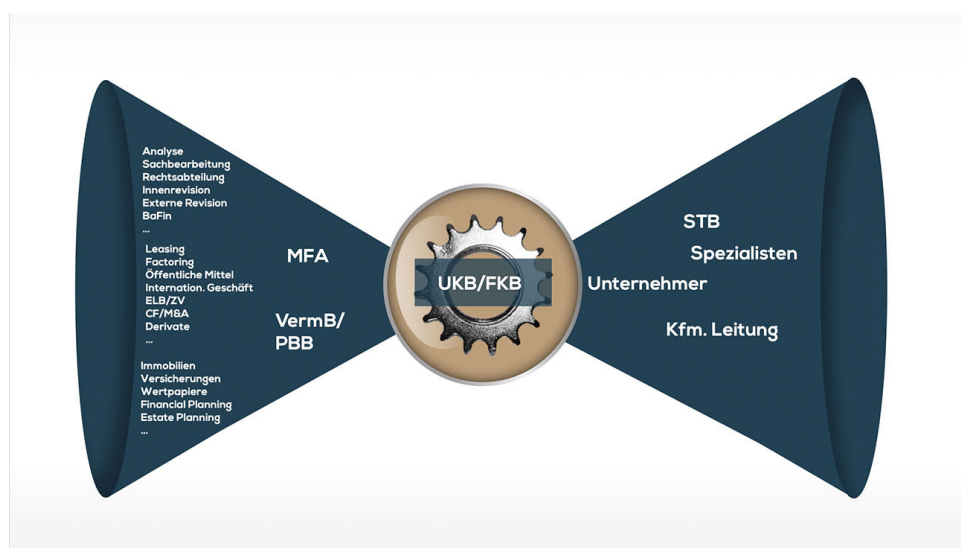 Analyse
Sachbearbeitung
Rechtsabteilung
Innenrevision
Externe Revision
BaFin
...
Leasing
Factoring
Öffentliche Mittel
Internation. Geschäft
ELB/ZV
CF/M&A
Derivate
...
Immobilien
Versicherungen
Wertpapiere
Financial Planning
Estate Planning
...
MFA
VermB/
PBB
UKB/FKB
STB
Spezialisten
Unternehmer
Kfm. Leitung